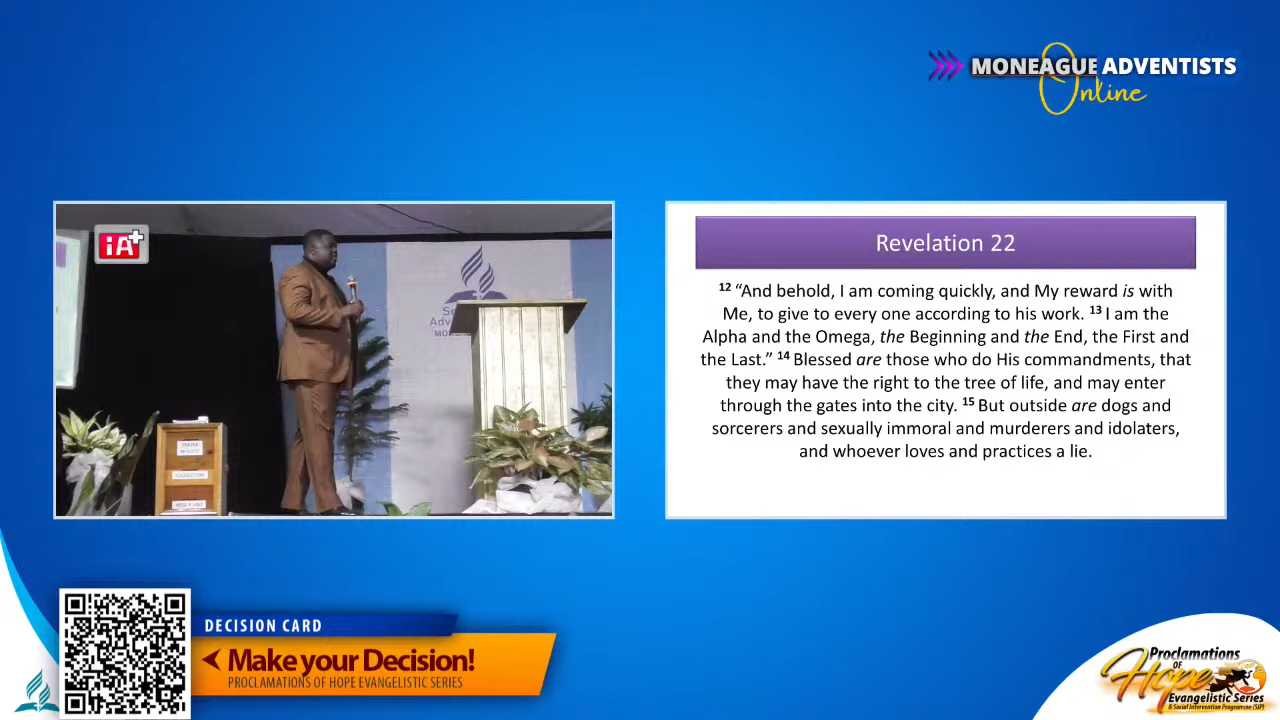 MONEAGUE ADVENTISTS
Online
iA+
Revelation 22
12 “And behold, I am coming quickly, and My reward is with
Me, to give to every one according to his work. 13 I am the
Alpha and the Omega, the Beginning and the End, the First and
the Last.” 14 Blessed are those who do His commandments, that
they may have the right to the tree of life, and may enter
through the gates into the city. 15 But outside are dogs and
sorcerers and sexually immoral and murderers and idolaters,
and whoever loves and practices a lie.
DECISION CARD
Make your Decision!
PROCLAMATIONS OF HOPE EVANGELISTIC SERIES
Proclamations
OF
Hope
Evangelistic Series
& Social Intervention Programme (SIP)